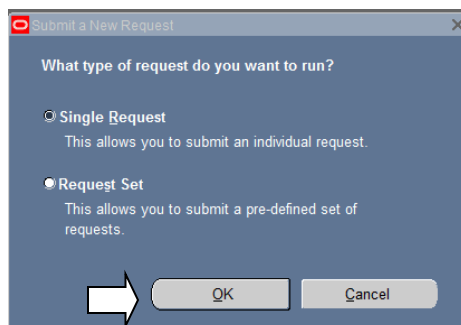 Submit a New Request
What type of request do you want to run?
Single Request
This allows you to submit an individual request.
Request Set
This allows you to submit a pre-defined set of
requests.
OK
Cancel